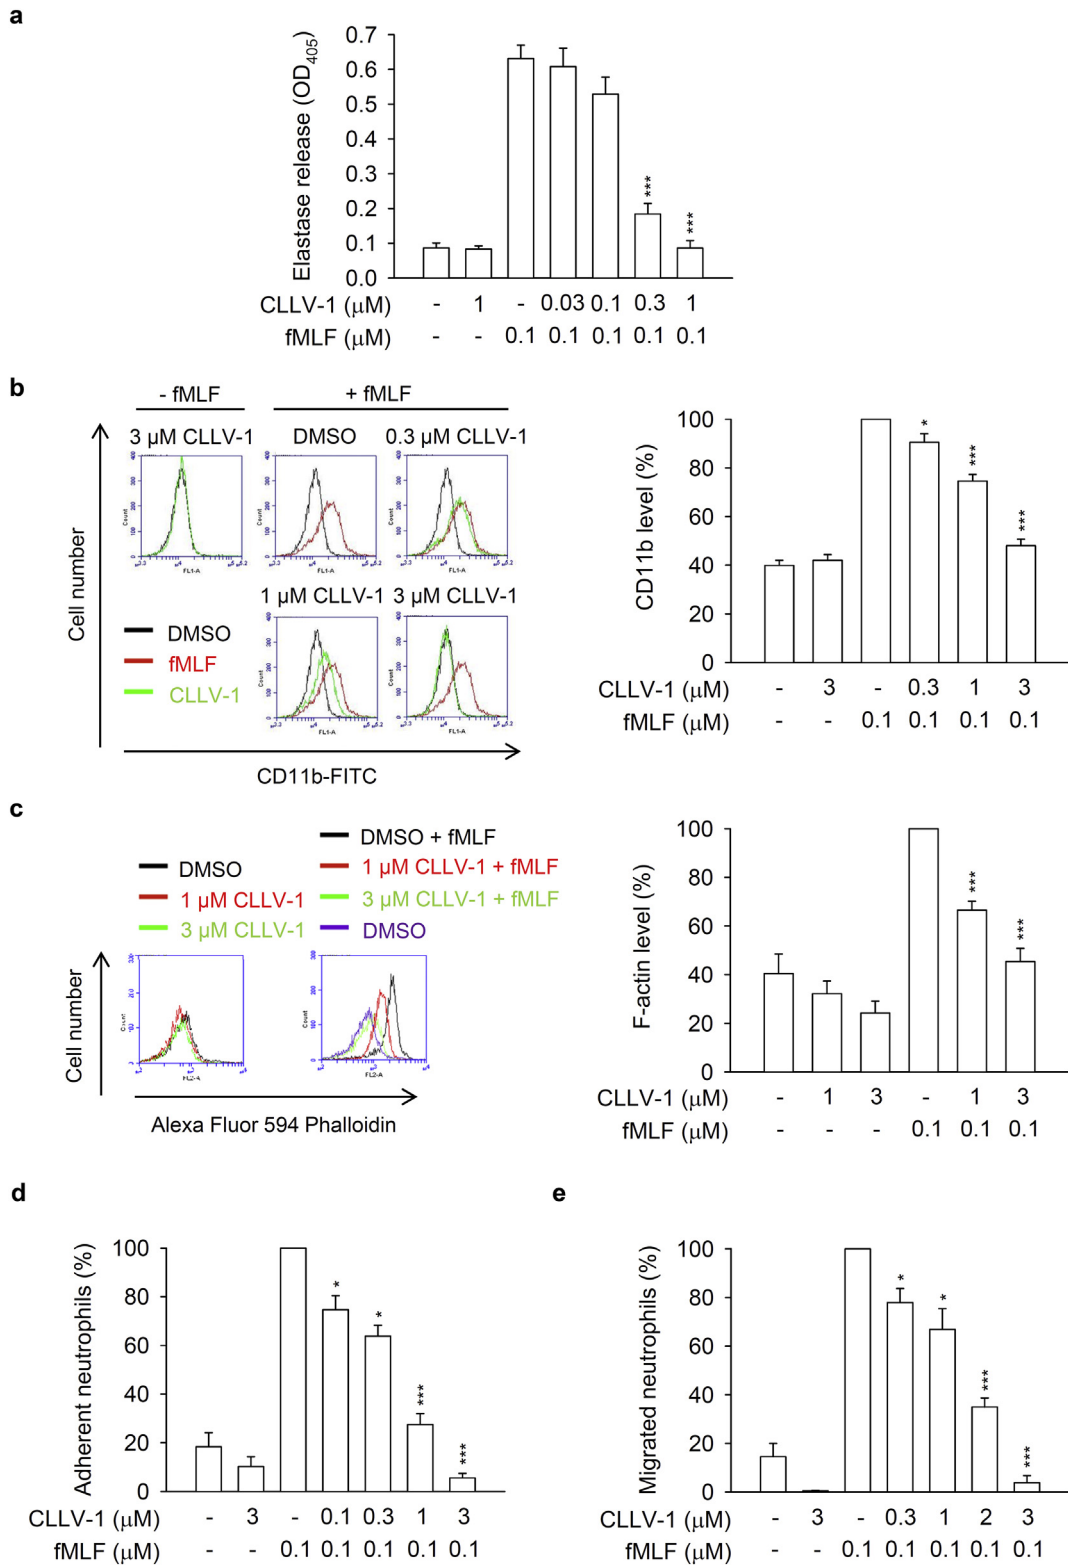 a
Elastase release (OD405)
0.7
0.6
0.5
0.4
0.3
0.2
0.1
0.0
***
***
CLLV-1 (µM) - 1 - 0.03 0.1 0.3 1
fMLF (µM) - - 0.1 0.1 0.1 0.1 0.1
b
- fMLF + fMLF
3 µM CLLV-1 DMSO 0.3 µM CLLV-1
1 µM CLLV-1 3 µM CLLV-1
Cell number
DMSO
fMLF
CLLV-1
Count
FL1-A
CD11b-FITC
CD11b level (%)
100
80
60
40
20
0
*
***
***
CLLV-1 (µM) - 3 - 0.3 1 3
fMLF (µM) - - 0.1 0.1 0.1 0.1
c
DMSO
1 µM CLLV-1
3 µM CLLV-1
DMSO + fMLF
1 µM CLLV-1 + fMLF
3 µM CLLV-1 + fMLF
DMSO
Cell number
Count
FL2-A
Count
FL2-A
Alexa Fluor 594 Phalloidin
F-actin level (%)
100
80
60
40
20
0
***
***
CLLV-1 (µM) - 1 3 - 1 3
fMLF (µM) - - - 0.1 0.1 0.1
d
Adherent neutrophils (%)
100
80
60
40
20
0
*
*
***
***
CLLV-1 (µM) - 3 - 0.1 0.3 1 3
fMLF (µM) - - 0.1 0.1 0.1 0.1 0.1
e
Migrated neutrophils (%)
100
80
60
40
20
0
*
*
***
***
CLLV-1 (µM) - 3 - 0.3 1 2 3
fMLF (µM) - - 0.1 0.1 0.1 0.1 0.1